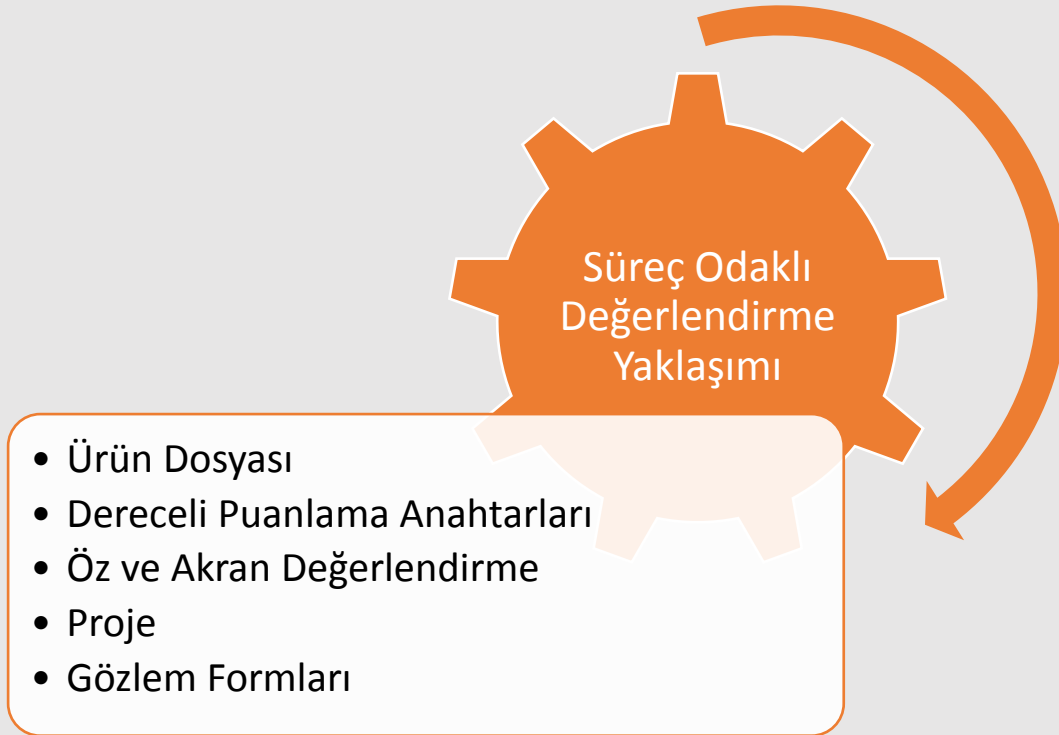 Süreç Odaklı
Değerlendirme
Yaklaşımı
• Ürün Dosyası
• Dereceli Puanlama Anahtarları
• Öz ve Akran Değerlendirme
• Proje
• Gözlem Formları